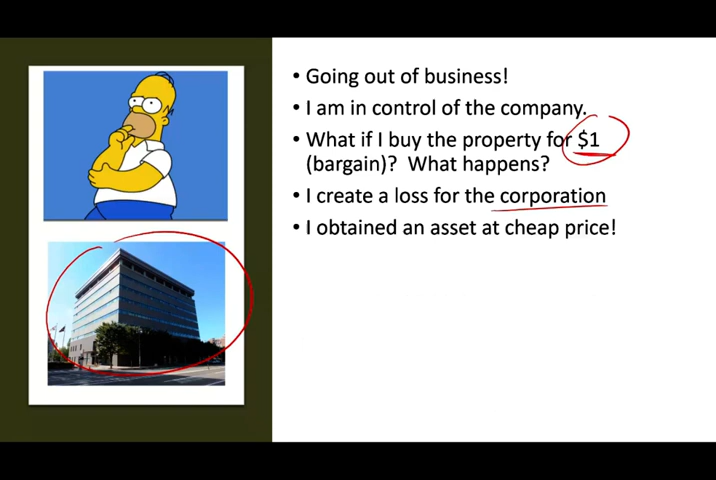 • Going out of business!
• I am in control of the company.
• What if I buy the property for $1
(bargain)?  What happens?
• I create a loss for the corporation
• I obtained an asset at cheap price!